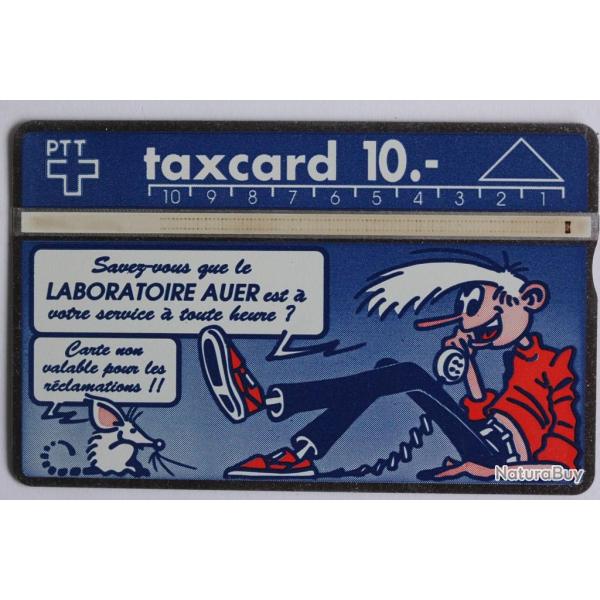 PTT
taxcard 10.-
10 9 8 7 6 5 4 3 2 1
Savez-vous que le
LABORATOIRE AUER est à
votre service à toute heure ?
Carte non
valable pour les
réclamations !!
NaturaBuy